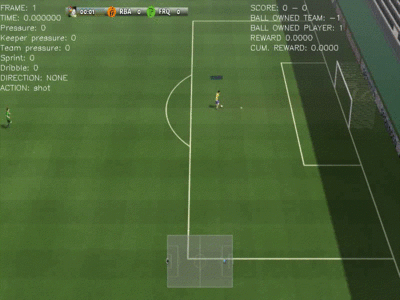 FRAME: 1
TIME: 0.000000
Pressure: 0
Keeper pressure: 0
Team pressure: 0
Sprint: 0
Dribble: 0
DIRECTION: NONE
ACTION: shot
00:01 RBA 0 FRQ 0
SCORE: 0 - 0
BALL OWNED TEAM: -1
BALL OWNED PLAYER: 1
REWARD 0.0000
CUM. REWARD: 0.0000